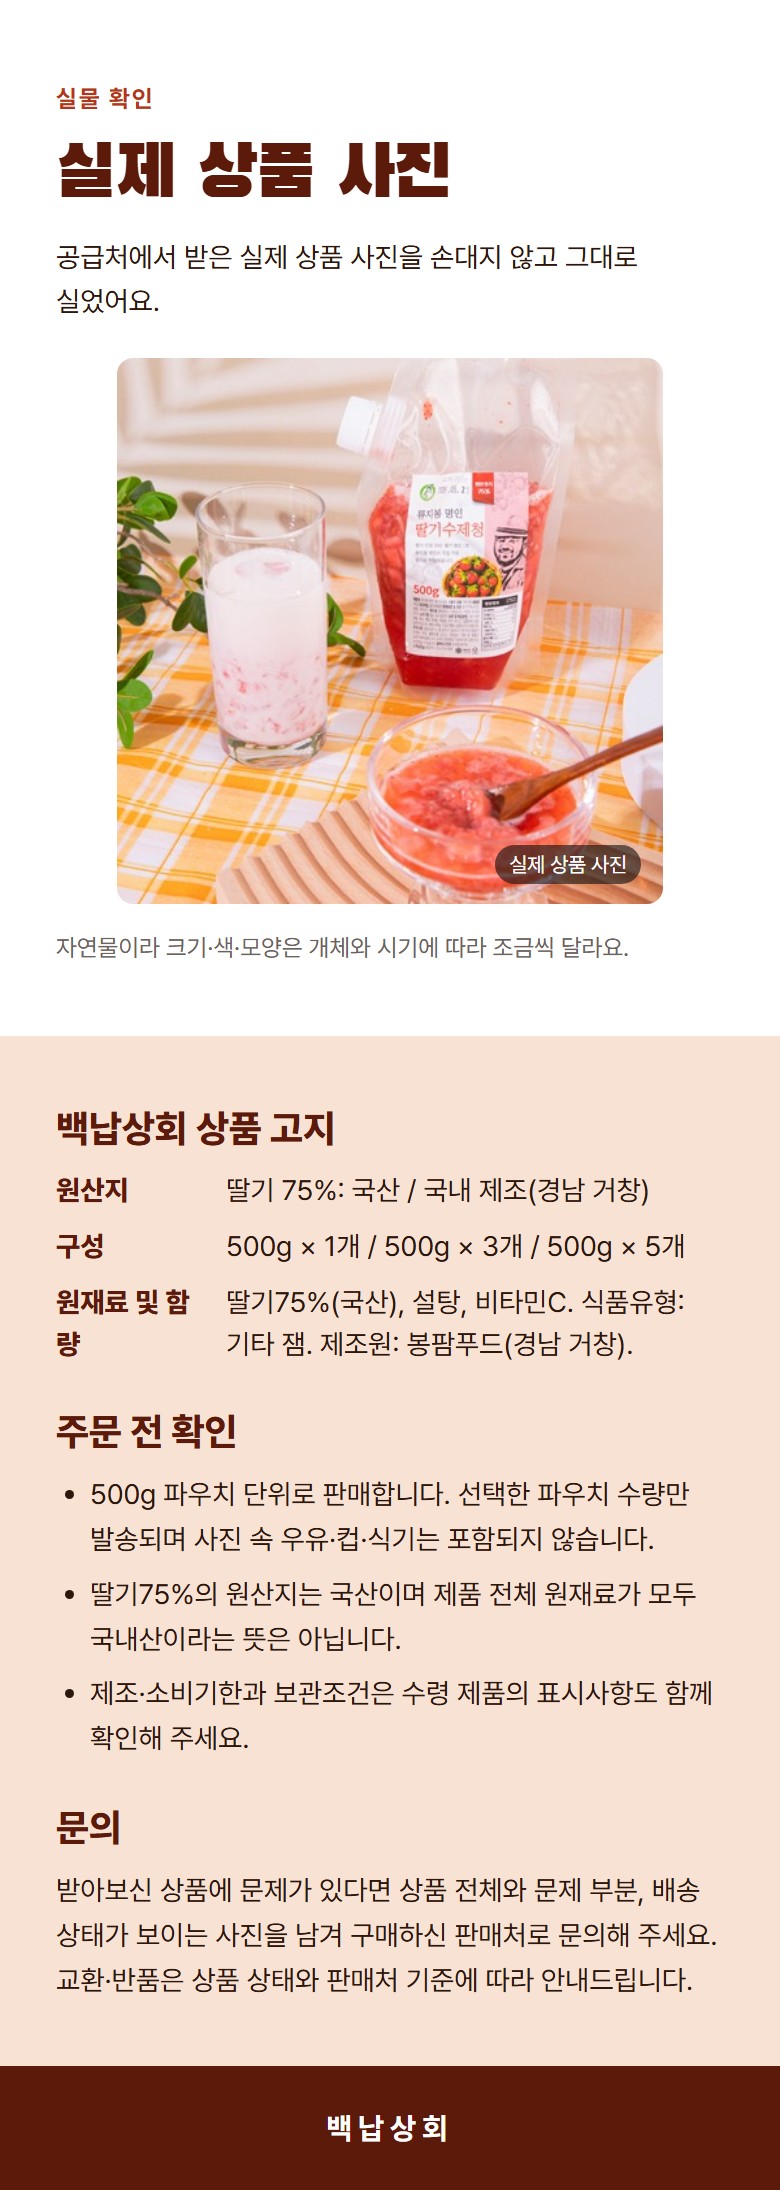 실물 확인
실제 상품 사진
공급처에서 받은 실제 상품 사진을 손대지 않고 그대로
실었어요.
류지봉 명인
딸기수제청
500g
실제 상품 사진
자연물이라 크기·색·모양은 개체와 시기에 따라 조금씩 달라요.
백납상회 상품 고지
원산지 딸기 75%: 국산 / 국내 제조(경남 거창)
구성 500g × 1개 / 500g × 3개 / 500g × 5개
원재료 및 함량 딸기75%(국산), 설탕, 비타민C. 식품유형:
기타 잼. 제조원: 봉팜푸드(경남 거창).
주문 전 확인
• 500g 파우치 단위로 판매합니다. 선택한 파우치 수량만
발송되며 사진 속 우유·컵·식기는 포함되지 않습니다.
• 딸기75%의 원산지는 국산이며 제품 전체 원재료가 모두
국내산이라는 뜻은 아닙니다.
• 제조·소비기한과 보관조건은 수령 제품의 표시사항도 함께
확인해 주세요.
문의
받아보신 상품에 문제가 있다면 상품 전체와 문제 부분, 배송
상태가 보이는 사진을 남겨 구매하신 판매처로 문의해 주세요.
교환·반품은 상품 상태와 판매처 기준에 따라 안내드립니다.
백납상회